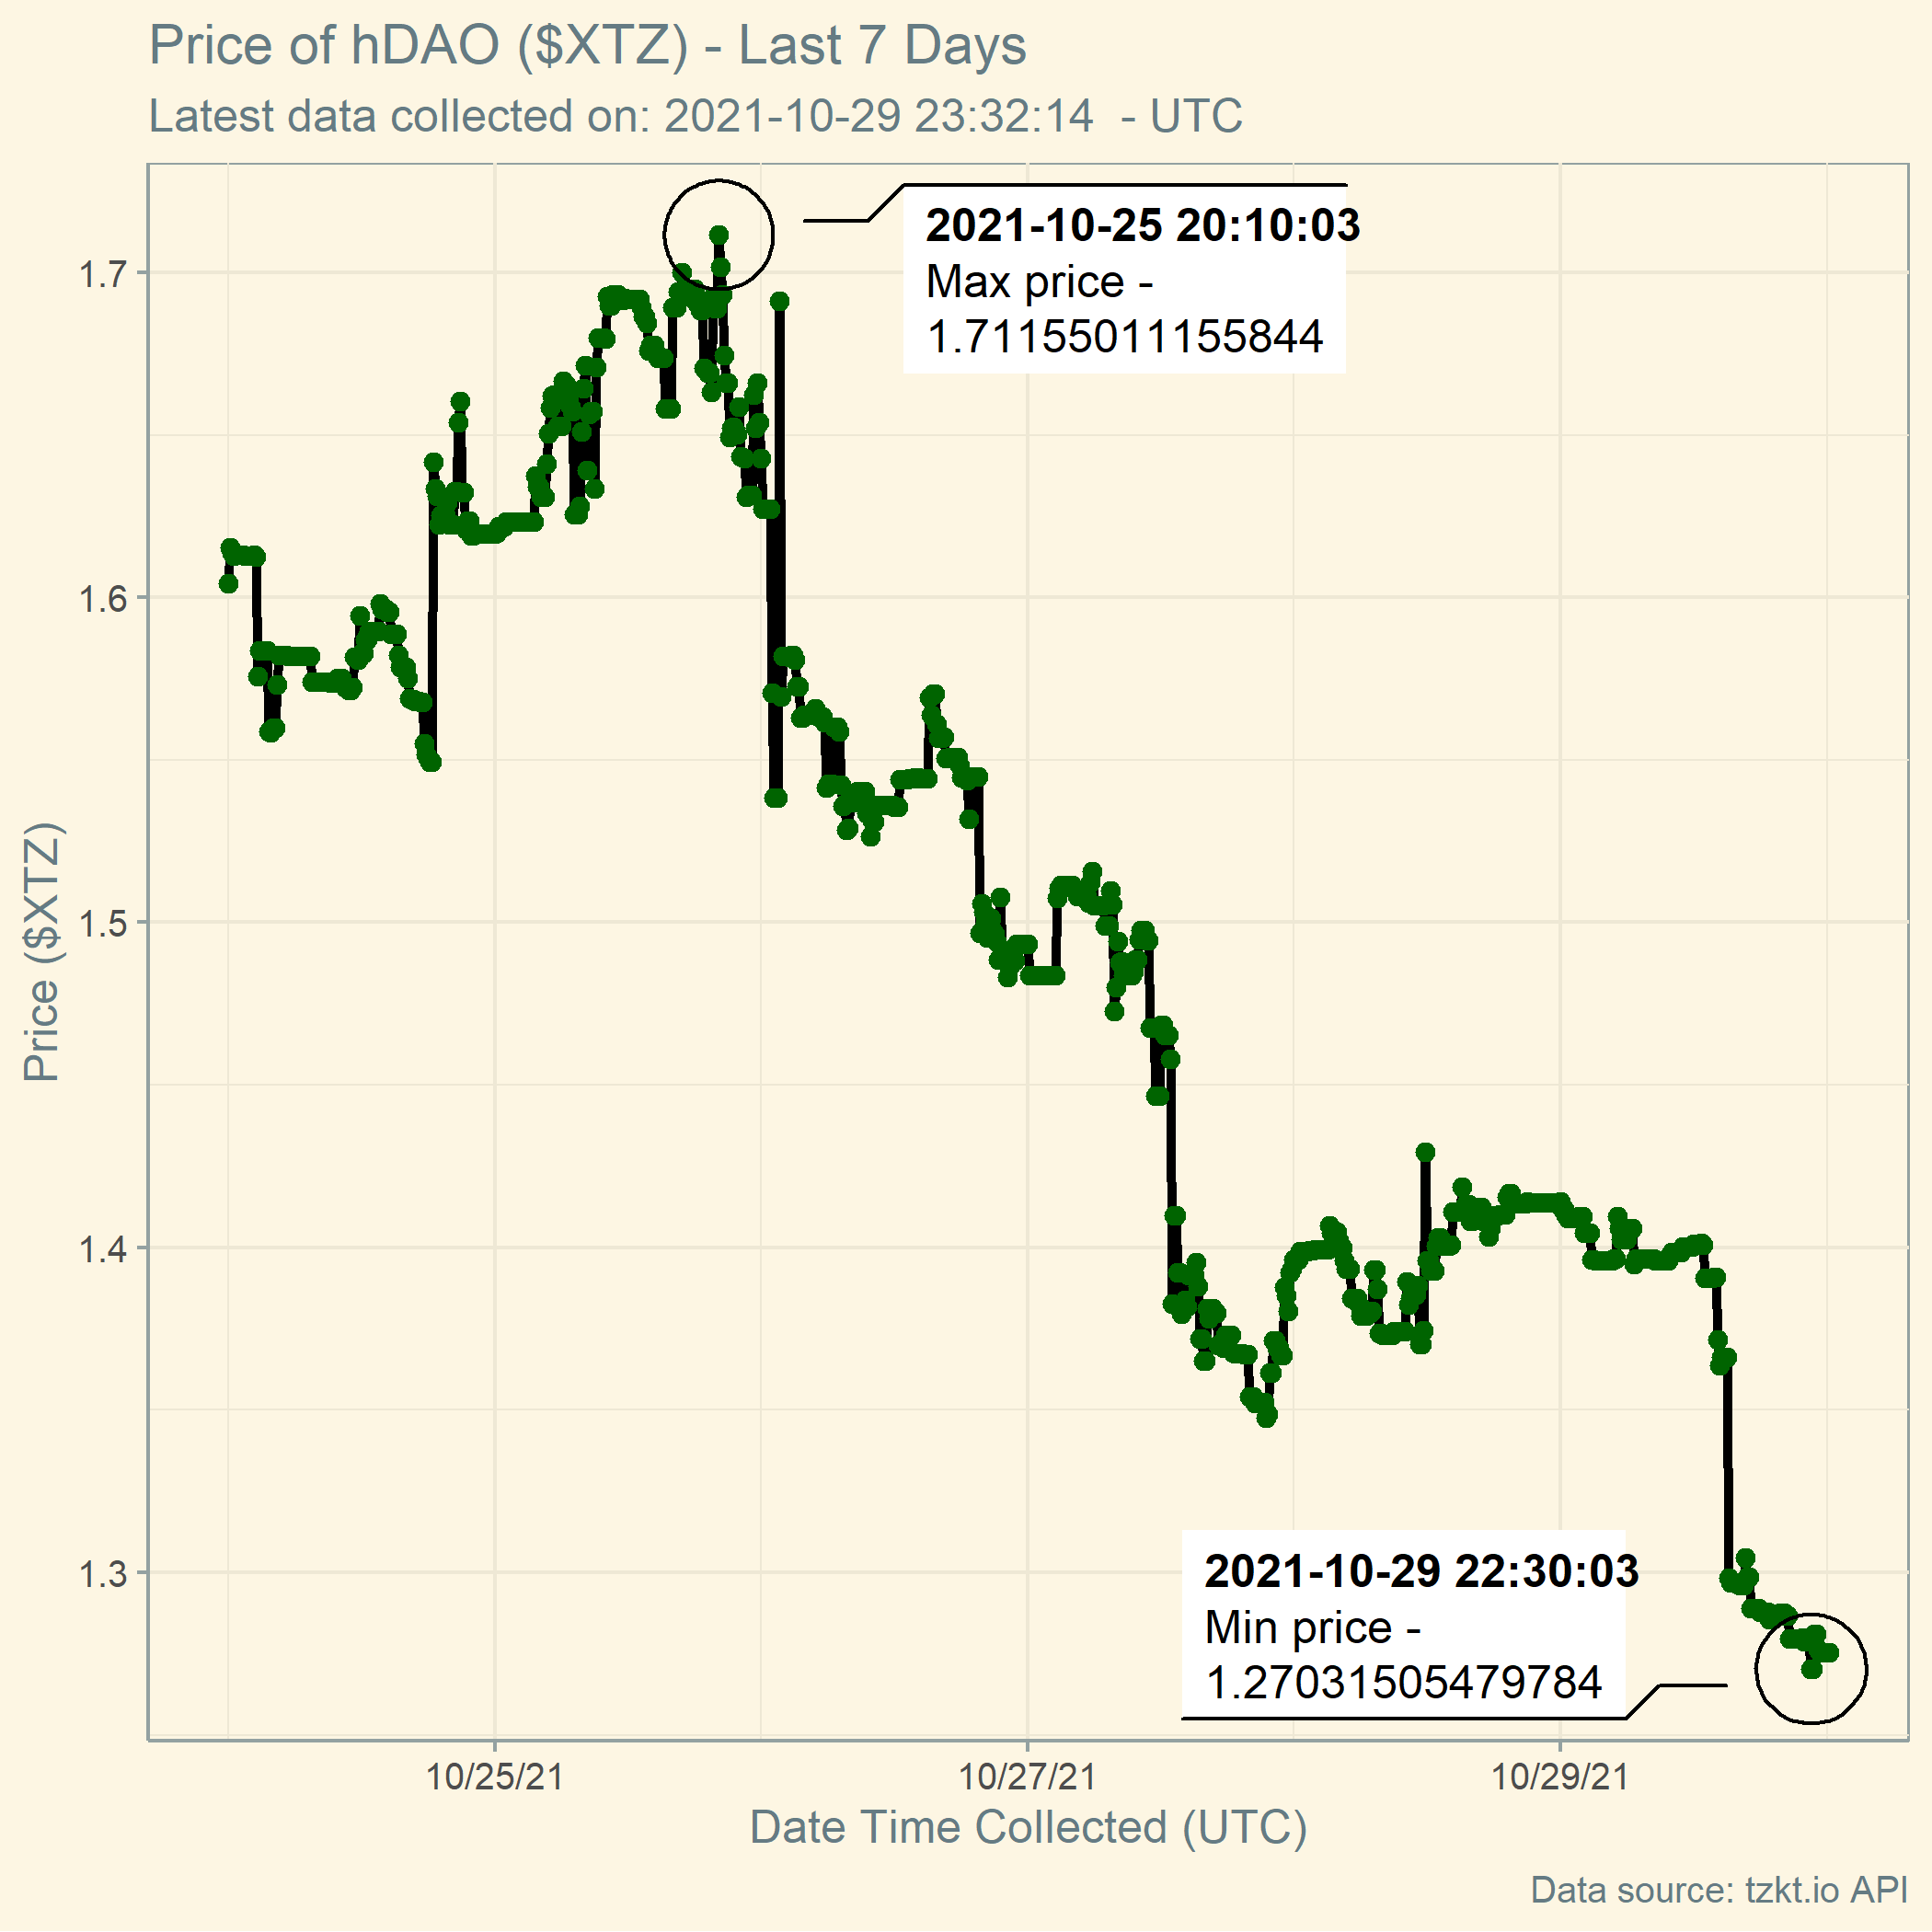 Price of hDAO ($XTZ) - Last 7 Days
Latest data collected on: 2021-10-29 23:32:14  - UTC
2021-10-25 20:10:03
Max price -
1.71155011155844
1.7
1.6
1.5
1.4
1.3
Price ($XTZ)
2021-10-29 22:30:03
Min price -
1.27031505479784
10/25/21
10/27/21
10/29/21
Date Time Collected (UTC)
Data source: tzkt.io API